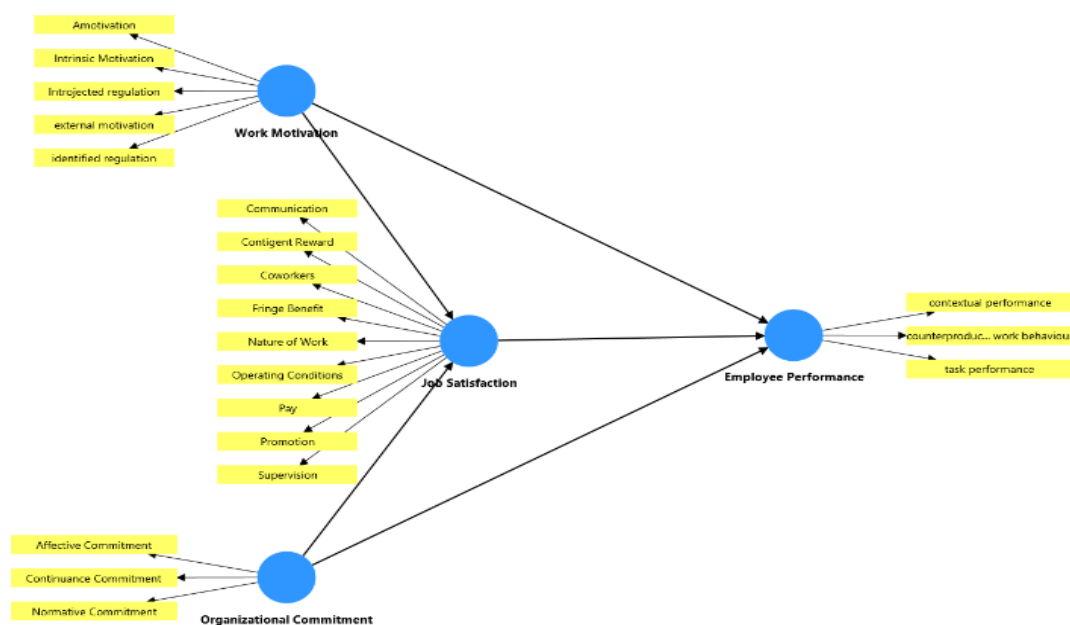 Amotivation
Intrinsic Motivation
Introjected regulation
external motivation
identified regulation
Work Motivation
Communication
Contigent Reward
Coworkers
Fringe Benefit
Nature of Work
Operating Conditions
Pay
Promotion
Supervision
Job Satisfaction
contextual performance
counterproduc... work behaviou
task performance
Employee Performance
Affective Commitment
Continuance Commitment
Normative Commitment
Organizational Commitment